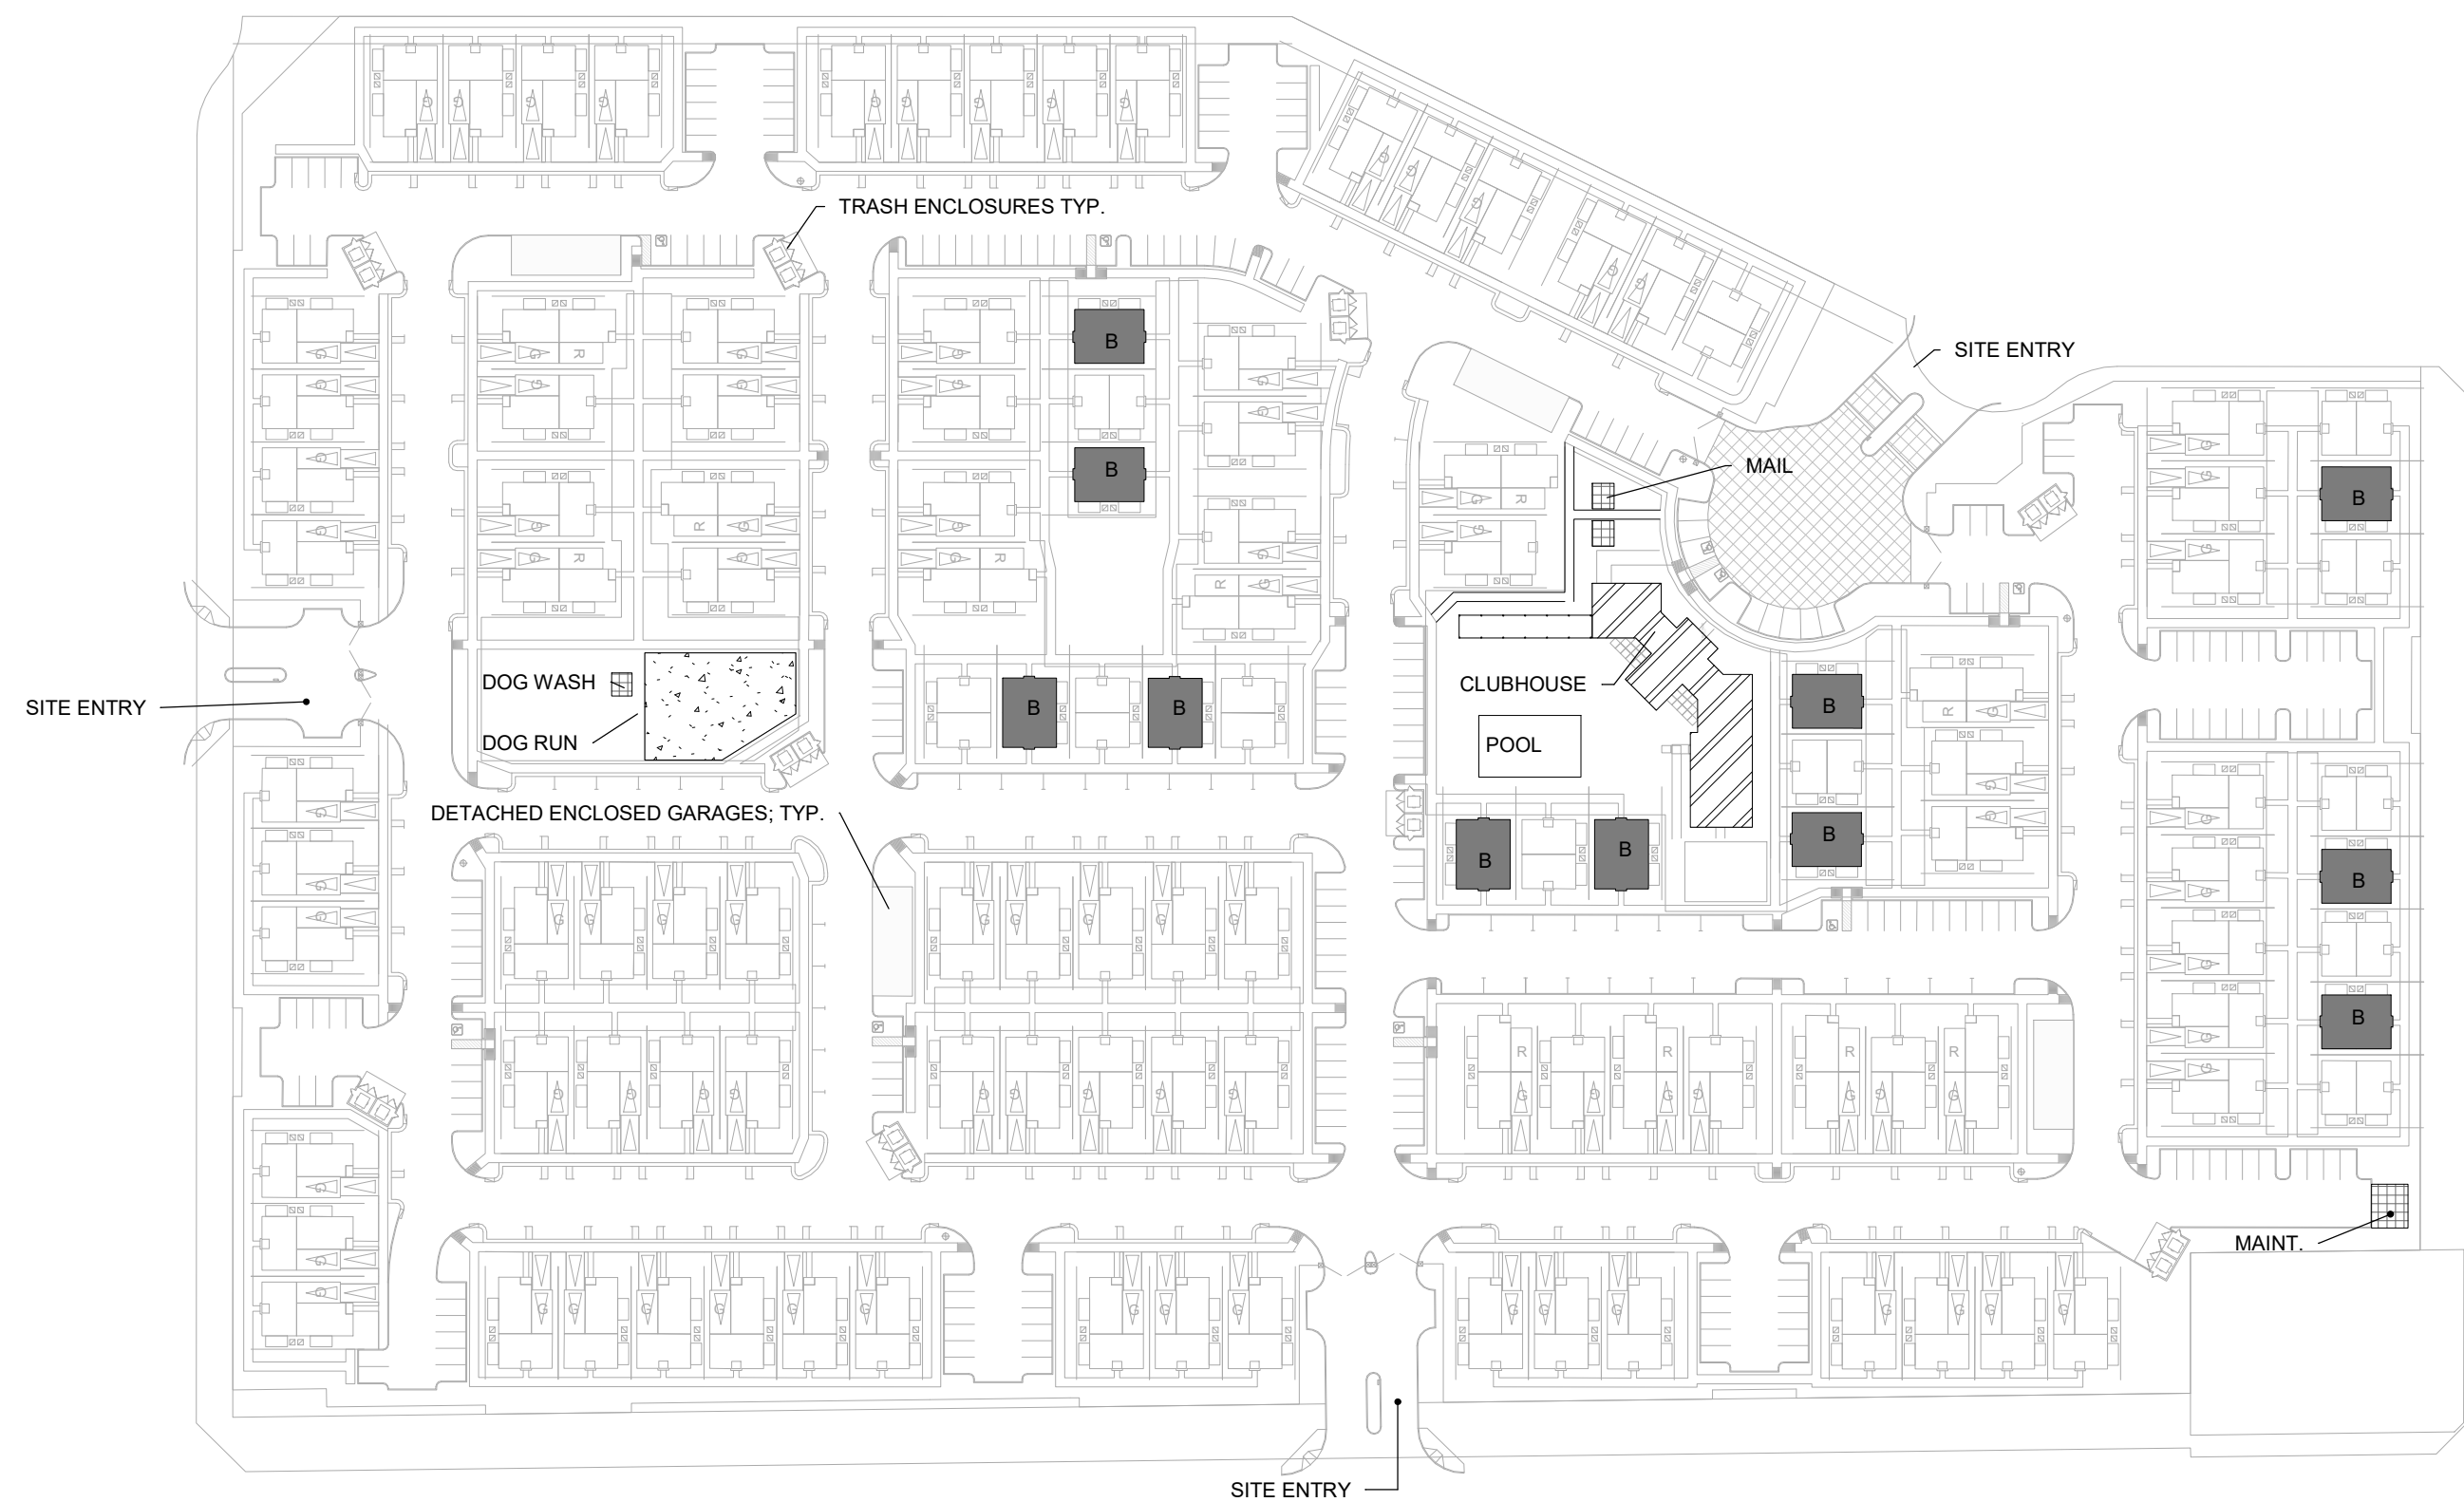 TRASH ENCLOSURES TYP.
B
SITE ENTRY
B
MAIL
B
DOG WASH
CLUBHOUSE
SITE ENTRY
B
B
B
DOG RUN
POOL
DETACHED ENCLOSED GARAGES; TYP.
B
B
B
B
B
MAINT.
SITE ENTRY